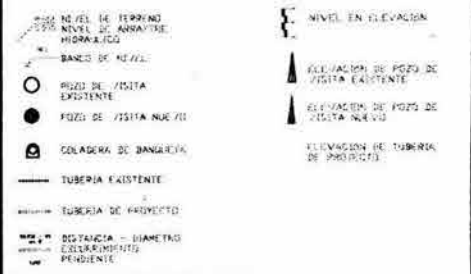 NIVEL DE TERRENO
NIVEL DE ARRASTRE
HIDRAULICO
BANCO DE NIVEL
POZO DE VISITA
EXISTENTE
POZO DE VISITA NUEVO
COLADERA DE BANQUETA
TUBERIA EXISTENTE
TUBERIA DE PROYECTO
DISTANCIA - DIAMETRO
ESCURRIMIENTO
PENDIENTE
NIVEL EN ELEVACION
ELEVACION DE POZO DE
VISITA EXISTENTE
ELEVACION DE POZO DE
VISITA NUEVO
ELEVACION DE TUBERIA
DE PROYECTO